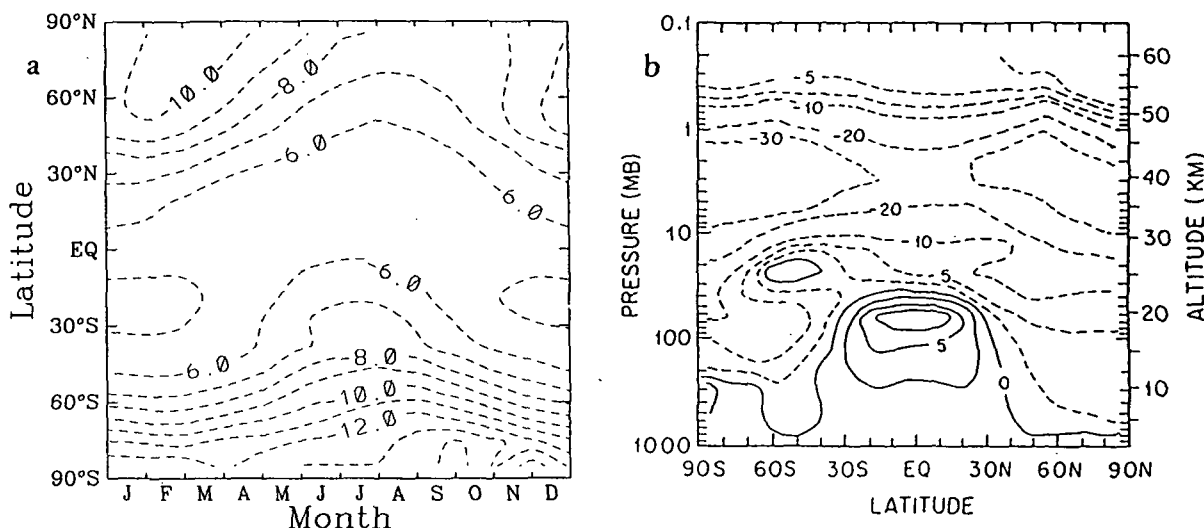 a
90°N
60°N
30°N
EQ
30°S
60°S
90°S
Latitude
10.0
8.0
6.0
6.0
6.0
6.0
8.0
10.0
12.0
J F M A M J J A S O N D
Month
b
0.1
1
10
100
1000
PRESSURE (MB)
-5
-10
-20
-30
-20
-10
5
5
0
60
50
40
30
20
10
ALTITUDE (KM)
90S 60S 30S EQ 30N 60N 90N
LATITUDE